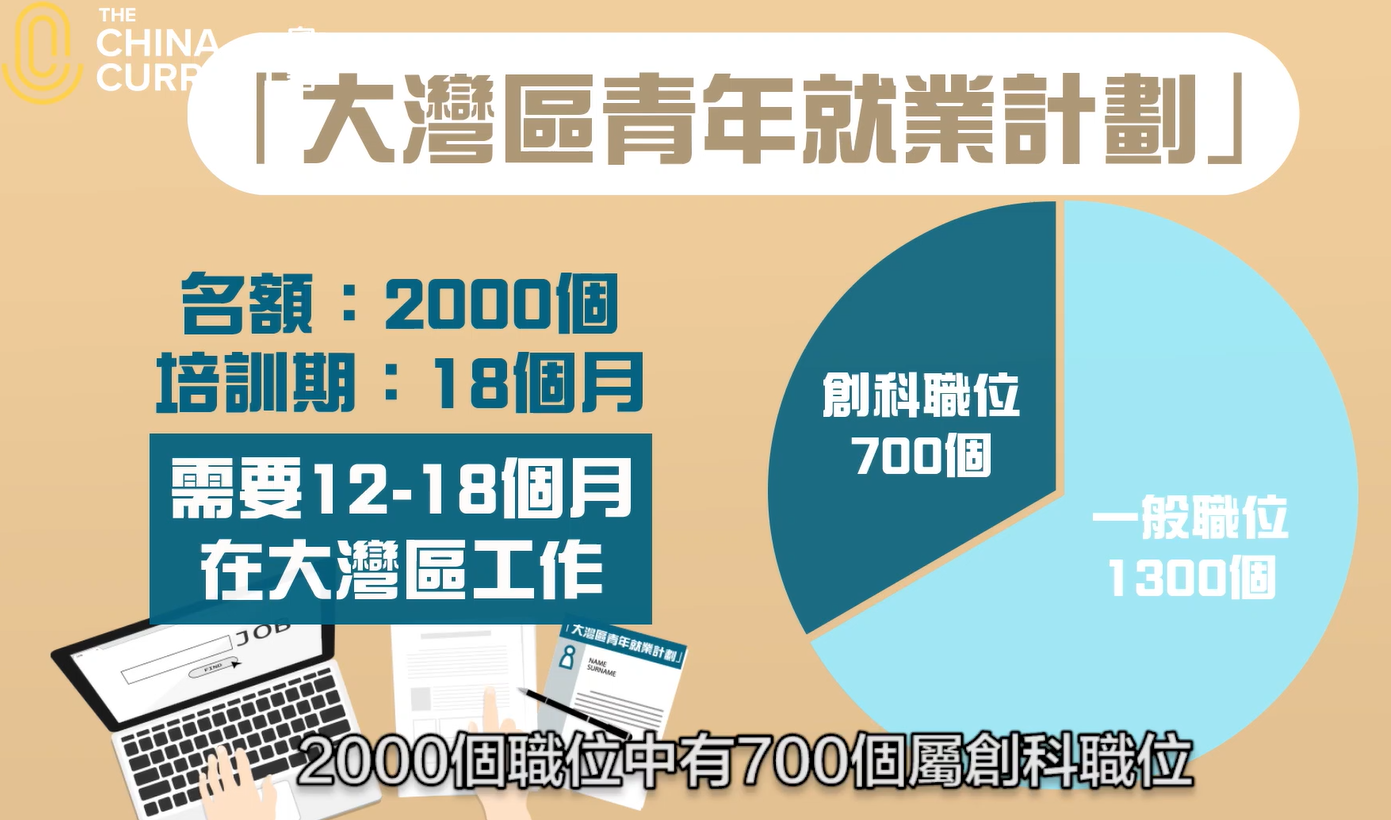 THE
CHINA
CURR
「大灣區青年就業計劃」
名額：2000個
培訓期：18個月
需要12-18個月
在大灣區工作
創科職位
700個
一般職位
1300個
JOB
FIND
「大灣區青年就業計劃」
NAME
SURNAME
2000個職位中有700個屬創科職位